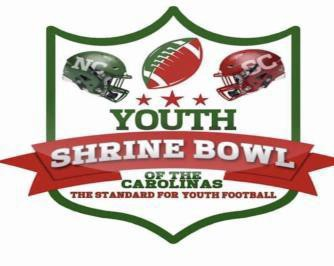 NC SC
YOUTH
SHRINE BOWL
OF THE
CAROLINAS
THE STANDARD FOR YOUTH FOOTBALL